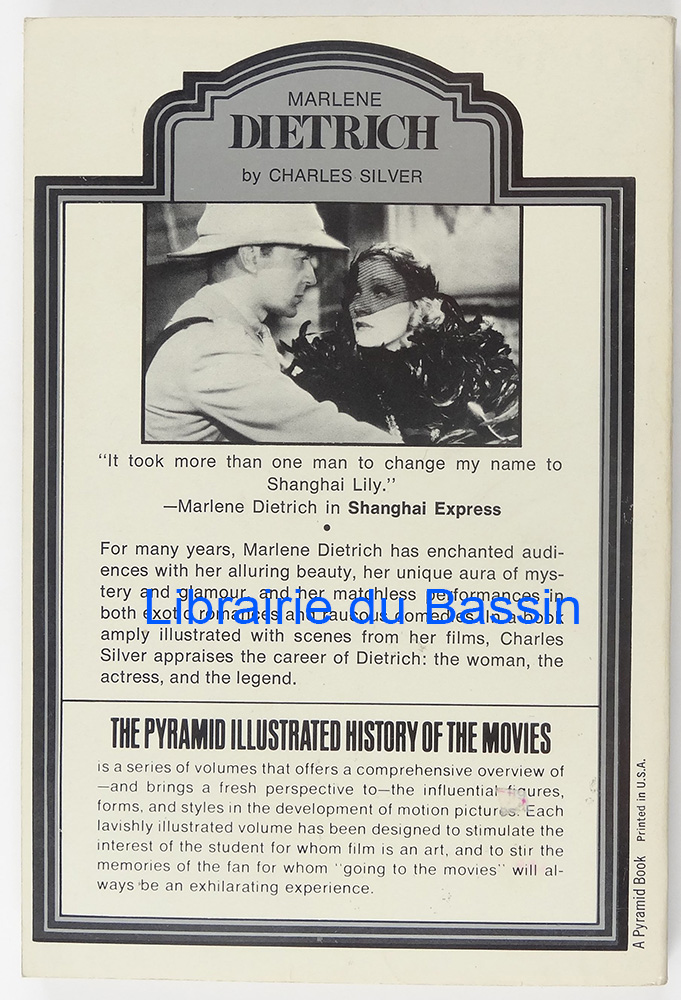 MARLENE
DIETRICH
by CHARLES SILVER
"It took more than one man to change my name to
Shanghai Lily."
—Marlene Dietrich in Shanghai Express
•
For many years, Marlene Dietrich has enchanted audi-
ences with her alluring beauty, her unique aura of mys-
tery and glamour, and her matchless performances in
both exotic romances and raucous comedies. In a book
amply illustrated with scenes from her films, Charles
Silver appraises the career of Dietrich: the woman, the
actress, and the legend.
Librairie du Bassin
THE PYRAMID ILLUSTRATED HISTORY OF THE MOVIES
is a series of volumes that offers a comprehensive overview of
—and brings a fresh perspective to—the influential figures,
forms, and styles in the development of motion pictures. Each
lavishly illustrated volume has been designed to stimulate the
interest of the student for whom film is an art, and to stir the
memories of the fan for whom "going to the movies" will al-
ways be an exhilarating experience.
A Pyramid Book Printed in U.S.A.